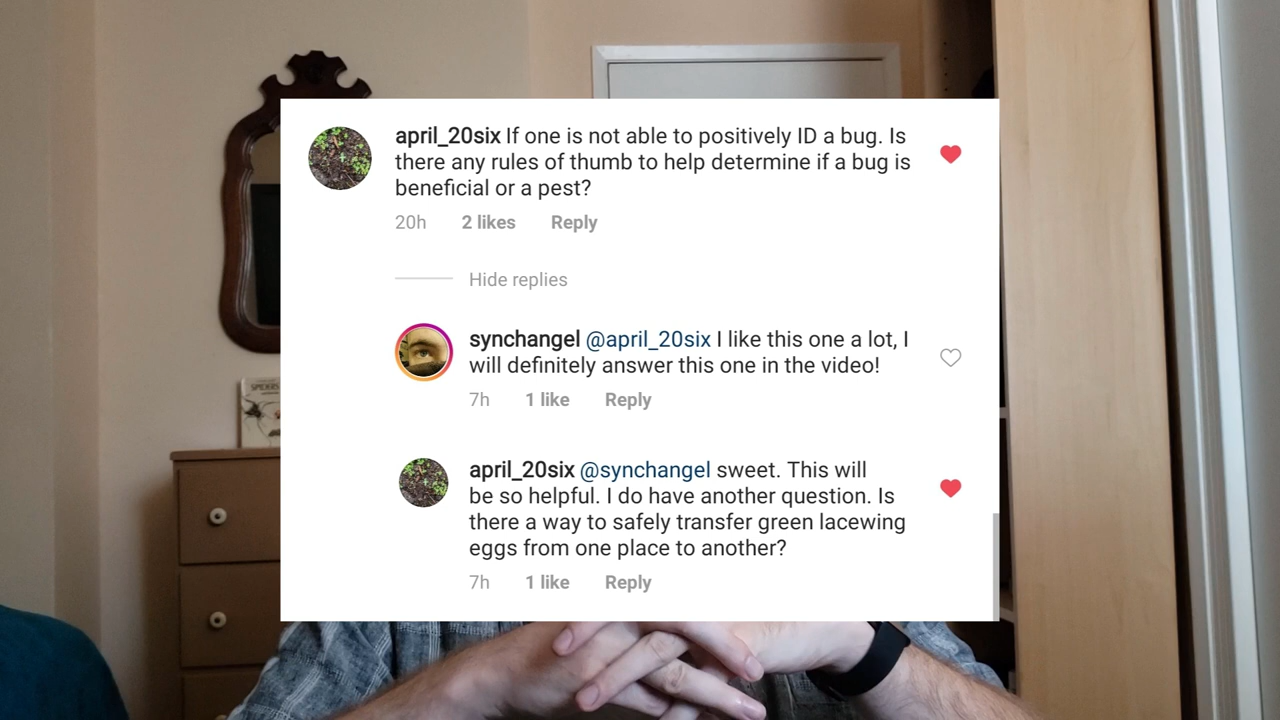 april_20six If one is not able to positively ID a bug. Is
there any rules of thumb to help determine if a bug is
beneficial or a pest?
20h 2 likes Reply
Hide replies
synchangel @april_20six I like this one a lot, I
will definitely answer this one in the video!
7h 1 like Reply
april_20six @synchangel sweet. This will
be so helpful. I do have another question. Is
there a way to safely transfer green lacewing
eggs from one place to another?
7h 1 like Reply